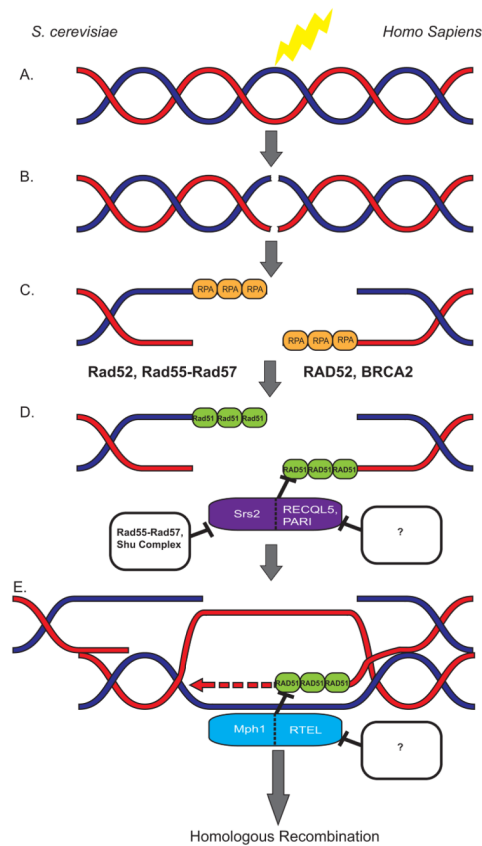 S. cerevisiae
Homo Sapiens
A.
B.
C.
RPA RPA RPA
RPA RPA RPA
Rad52, Rad55-Rad57
RAD52, BRCA2
D.
Rad51 Rad51 Rad51
RAD51 RAD51 RAD51
Srs2
RECQL5,
PARI
Rad55-Rad57,
Shu Complex
?
E.
RAD51 RAD51 RAD51
Mph1
RTEL
?
Homologous Recombination